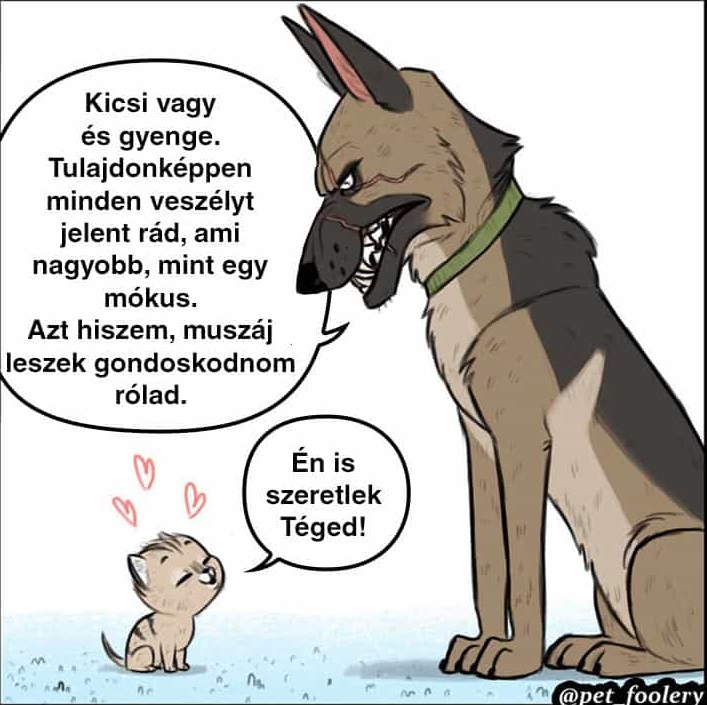 Kicsi vagy
és gyenge.
Tulajdonképpen
minden veszélyt
jelent rád, ami
nagyobb, mint egy
mókus.
Azt hiszem, muszáj
leszek gondoskodnom
rólad.
Én is
szeretlek
Téged!
@pet_foolery